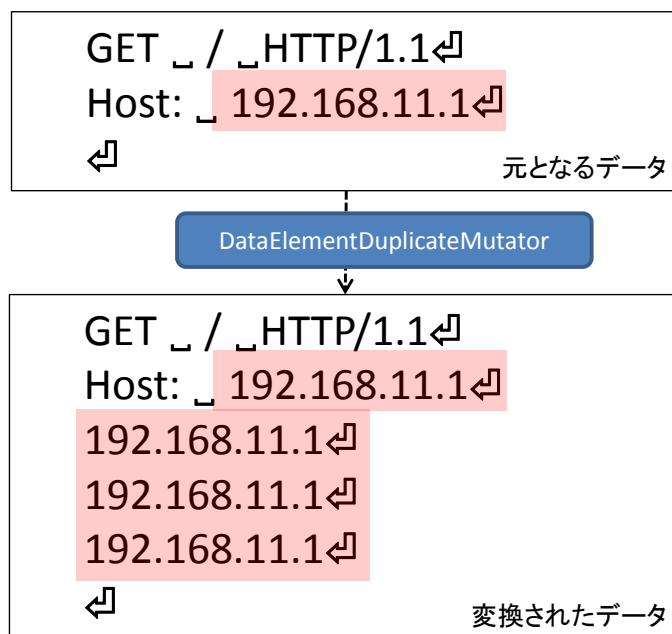 GET ␣ / ␣HTTP/1.1⏎
Host: ␣ 192.168.11.1⏎
⏎
元となるデータ
DataElementDuplicateMutator
GET ␣ / ␣HTTP/1.1⏎
Host: ␣ 192.168.11.1⏎
192.168.11.1⏎
192.168.11.1⏎
192.168.11.1⏎
⏎
変換されたデータ